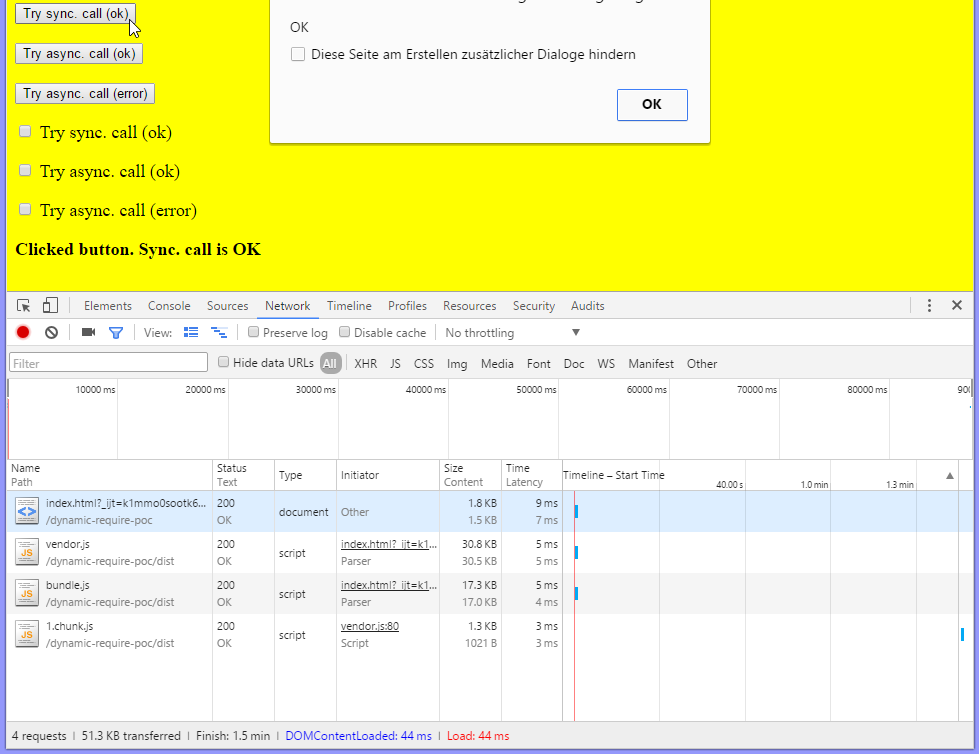 Try sync. call (ok)
OK
Diese Seite am Erstellen zusätzlicher Dialoge hindern
Try async. call (ok)
Try async. call (error)
OK
Try sync. call (ok)
Try async. call (ok)
Try async. call (error)
Clicked button. Sync. call is OK
Elements Console Sources Network Timeline Profiles Resources Security Audits
View: Preserve log Disable cache No throttling
Filter Hide data URLs All XHR JS CSS Img Media Font Doc WS Manifest Other
10000 ms 20000 ms 30000 ms 40000 ms 50000 ms 60000 ms 70000 ms 80000 ms
Name Status Type Initiator Size Time Timeline – Start Time
Path Text Content Latency 40.00 s 1.0 min 1.3 min
index.html?_ijt=k1mmo0sootk6... 200 document Other 1.8 KB 9 ms
/dynamic-require-poc OK 1.5 KB 7 ms
vendor.js 200 script index.html?_ijt=k1... 30.8 KB 5 ms
/dynamic-require-poc/dist OK Parser 30.5 KB 5 ms
bundle.js 200 script index.html?_ijt=k1... 17.3 KB 5 ms
/dynamic-require-poc/dist OK Parser 17.0 KB 4 ms
1.chunk.js 200 script vendor.js:80 1.3 KB 3 ms
/dynamic-require-poc/dist OK Script 1021 B 3 ms
4 requests | 51.3 KB transferred | Finish: 1.5 min | DOMContentLoaded: 44 ms | Load: 44 ms